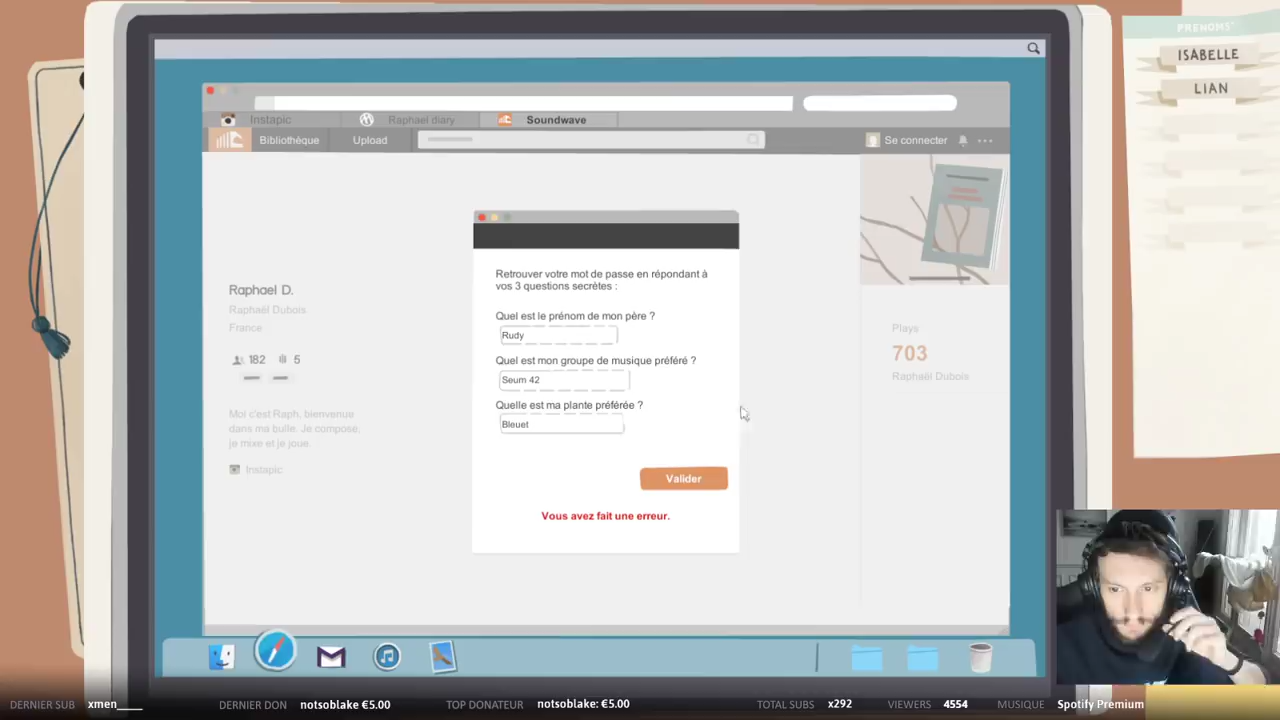 PRENOMS
ISABELLE
LIAN
Instapic
Raphael diary
Soundwave
Bibliothèque
Upload
Se connecter
Retrouver votre mot de passe en répondant à
vos 3 questions secrètes :
Quel est le prénom de mon père ?
Rudy
Quel est mon groupe de musique préféré ?
Seum 42
Quelle est ma plante préférée ?
Bleuet
Valider
Vous avez fait une erreur.
Raphael D.
Raphaël Dubois
France
182
5
Moi c'est Raph, bienvenue
dans ma bulle. Je compose,
je mixe et je joue.
Instapic
Plays
703
Raphaël Dubois
DERNIER SUB xmen____ DERNIER DON notsoblake €5.00 TOP DONATEUR notsoblake: €5.00 TOTAL SUBS x292 VIEWERS 4554 MUSIQUE Spotify Premium